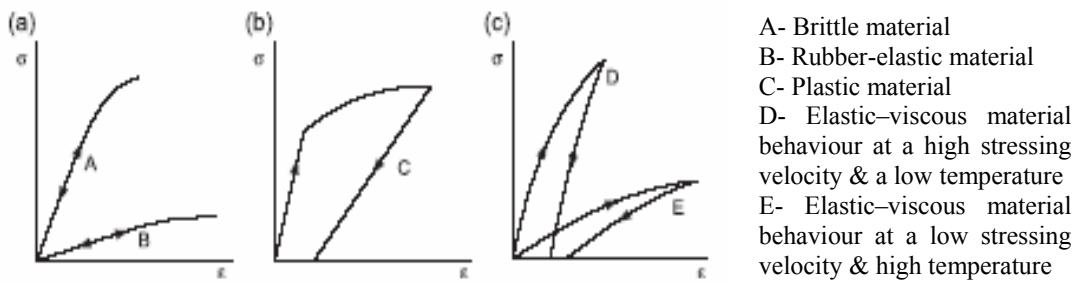 (a)
σ
A
B
ε
(b)
σ
C
ε
(c)
σ
D
E
ε
A- Brittle material
B- Rubber-elastic material
C- Plastic material
D- Elastic–viscous material
behaviour at a high stressing
velocity & a low temperature
E- Elastic–viscous material
behaviour at a low stressing
velocity & high temperature